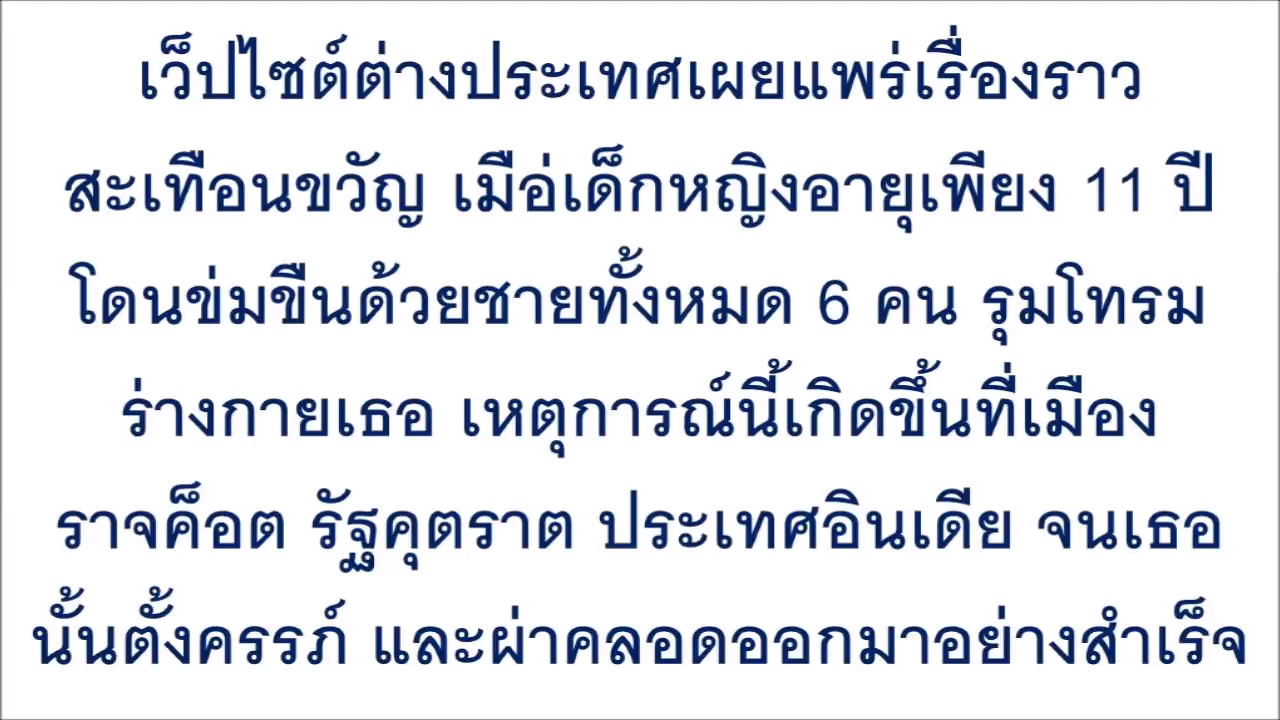 เว็ปไซต์ต่างประเทศเผยแพร่เรื่องราว
สะเทือนขวัญ เมือ่เด็กหญิงอายุเพียง 11 ปี
โดนข่มขืนด้วยชายทั้งหมด 6 คน รุมโทรม
ร่างกายเธอ เหตุการณ์นี้เกิดขึ้นที่เมือง
ราจค็อต รัฐคุตราต ประเทศอินเดีย จนเธอ
นั้นตั้งครรภ์ และผ่าคลอดออกมาอย่างสำเร็จ